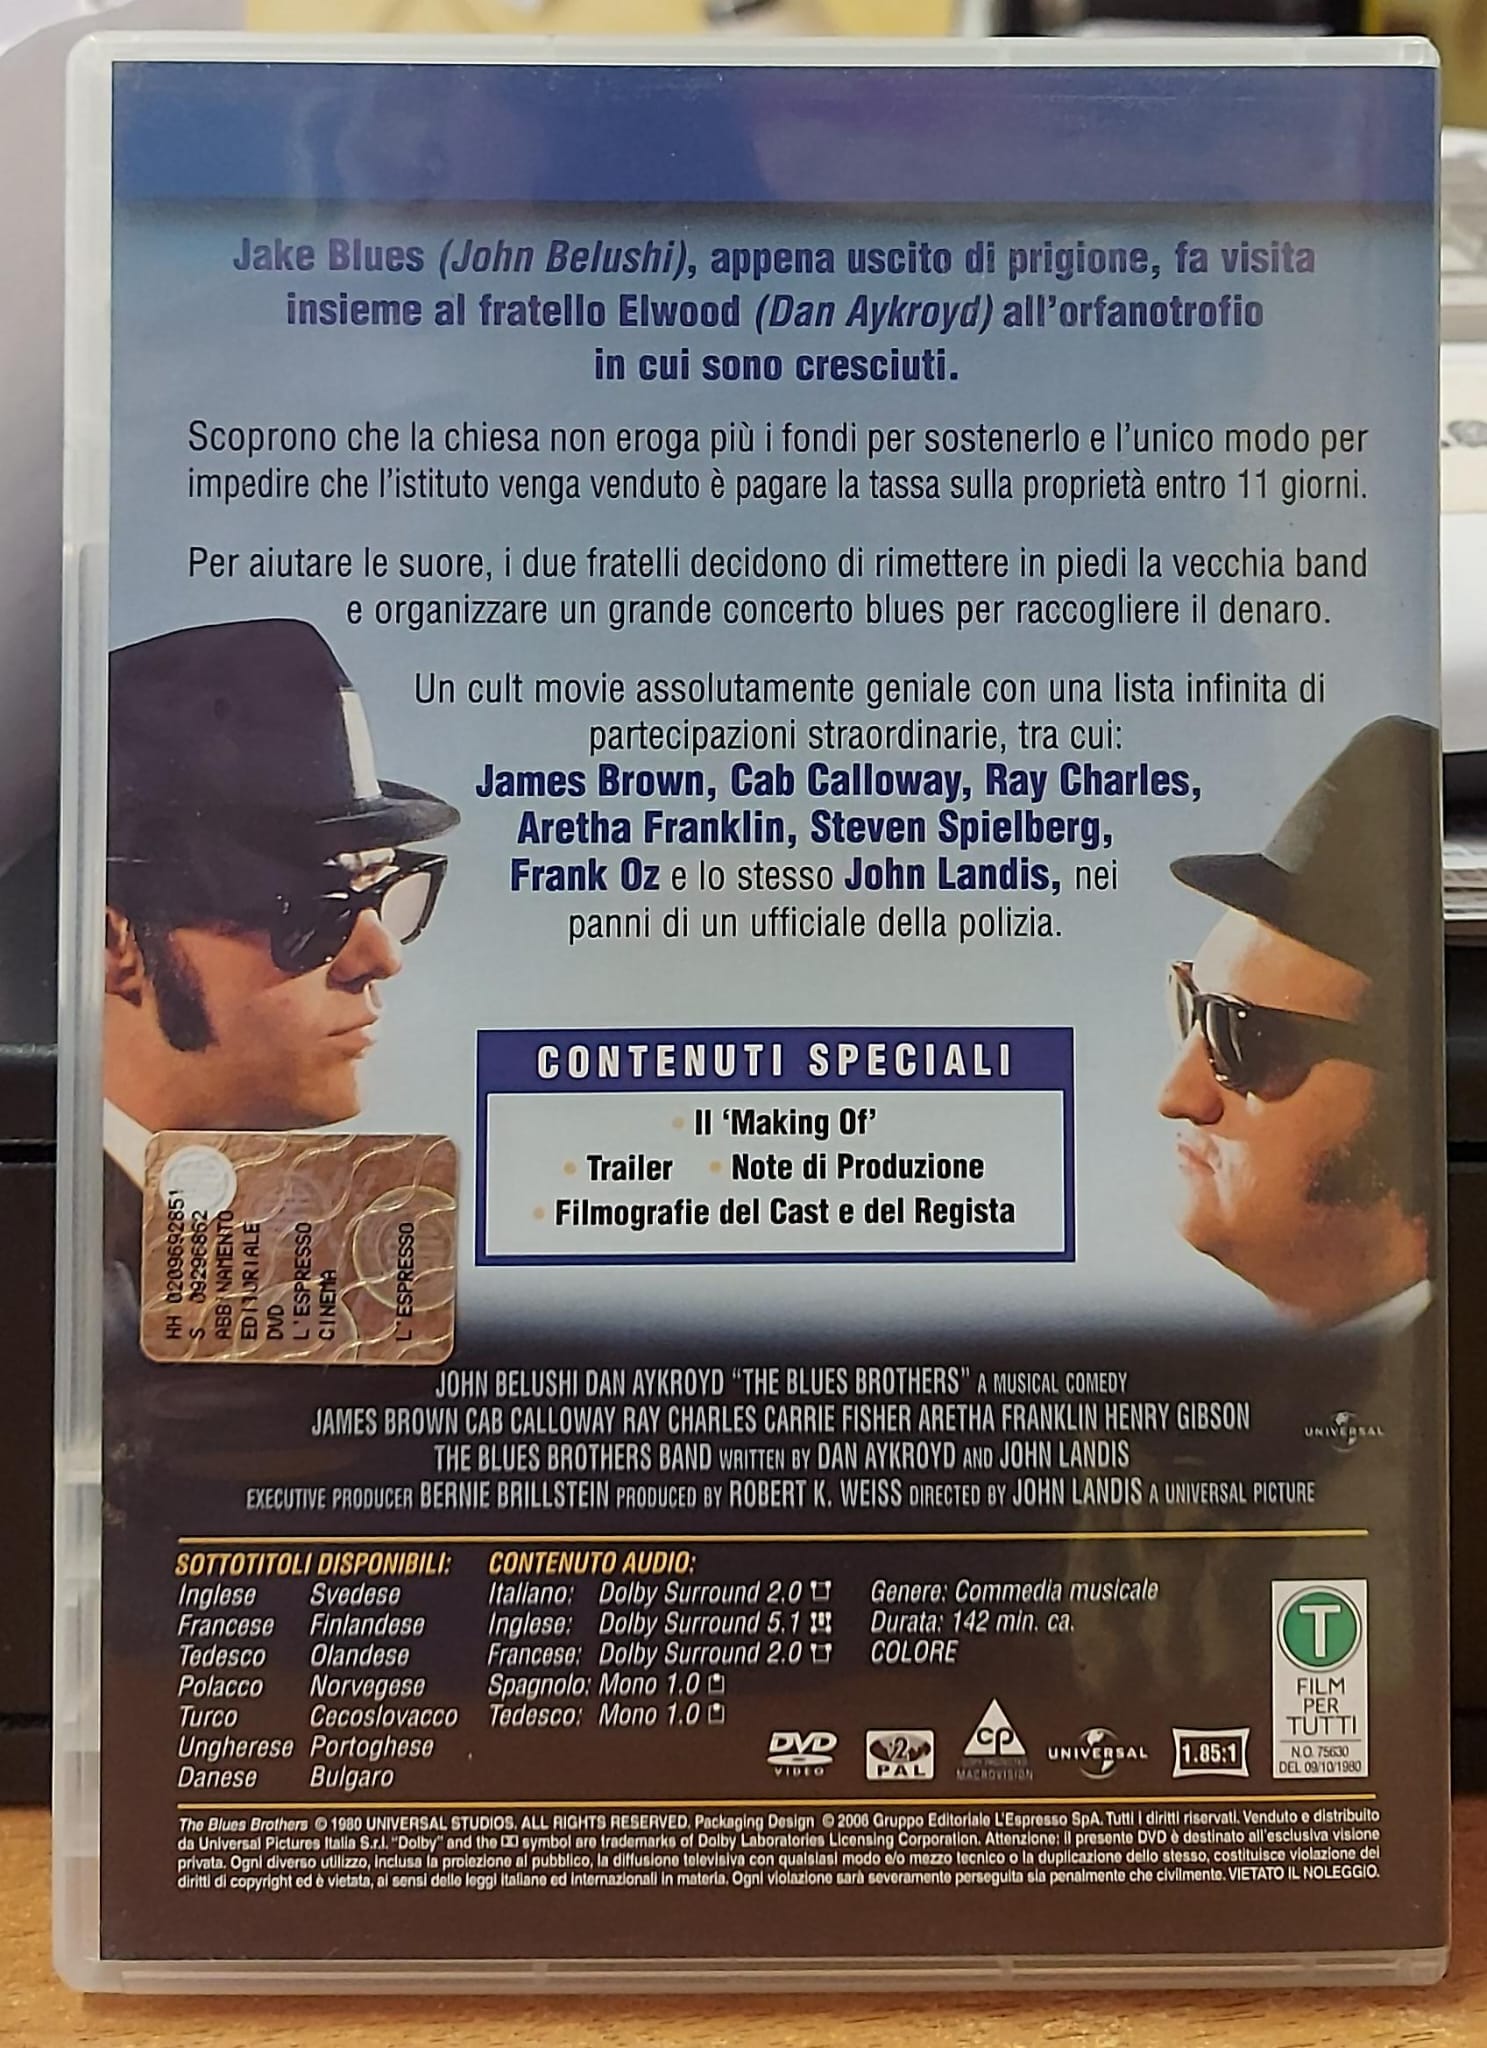 Jake Blues (John Belushi), appena uscito di prigione, fa visita
insieme al fratello Elwood (Dan Aykroyd) all'orfanotrofio
in cui sono cresciuti.
Scoprono che la chiesa non eroga più i fondi per sostenerlo e l'unico modo per
impedire che l'istituto venga venduto è pagare la tassa sulla proprietà entro 11 giorni.
Per aiutare le suore, i due fratelli decidono di rimettere in piedi la vecchia band
e organizzare un grande concerto blues per raccogliere il denaro.
Un cult movie assolutamente geniale con una lista infinita di
partecipazioni straordinarie, tra cui:
James Brown, Cab Calloway, Ray Charles,
Aretha Franklin, Steven Spielberg,
Frank Oz e lo stesso John Landis, nei
panni di un ufficiale della polizia.
CONTENUTI SPECIALI
• Il 'Making Of'
• Trailer • Note di Produzione
• Filmografie del Cast e del Regista
HH 0209692851
S 09296862
ABBINAMENTO
EDITORIALE
DVD
L'ESPRESSO
CINEMA
L'ESPRESSO
JOHN BELUSHI DAN AYKROYD "THE BLUES BROTHERS" A MUSICAL COMEDY
JAMES BROWN CAB CALLOWAY RAY CHARLES CARRIE FISHER ARETHA FRANKLIN HENRY GIBSON
THE BLUES BROTHERS BAND WRITTEN BY DAN AYKROYD AND JOHN LANDIS
EXECUTIVE PRODUCER BERNIE BRILLSTEIN PRODUCED BY ROBERT K. WEISS DIRECTED BY JOHN LANDIS A UNIVERSAL PICTURE
UNIVERSAL
SOTTOTITOLI DISPONIBILI:
Inglese Svedese
Francese Finlandese
Tedesco Olandese
Polacco Norvegese
Turco Cecoslovacco
Ungherese Portoghese
Danese Bulgaro
CONTENUTO AUDIO:
Italiano: Dolby Surround 2.0
Inglese: Dolby Surround 5.1
Francese: Dolby Surround 2.0
Spagnolo: Mono 1.0
Tedesco: Mono 1.0
Genere: Commedia musicale
Durata: 142 min. ca.
COLORE
DVD
VIDEO
2
PAL
CP
MACROVISION
UNIVERSAL
1.85:1
T
FILM
PER
TUTTI
N.O. 75630
DEL 09/10/1980
The Blues Brothers © 1980 UNIVERSAL STUDIOS. ALL RIGHTS RESERVED. Packaging Design © 2006 Gruppo Editoriale L'Espresso SpA. Tutti i diritti riservati. Venduto e distribuito
da Universal Pictures Italia S.r.l. "Dolby" and the symbol are trademarks of Dolby Laboratories Licensing Corporation. Attenzione: il presente DVD è destinato all'esclusiva visione
privata. Ogni diverso utilizzo, inclusa la proiezione al pubblico, la diffusione televisiva con qualsiasi modo e/o mezzo tecnico o la duplicazione dello stesso, costituisce violazione dei
diritti di copyright ed è vietata, ai sensi delle leggi italiane ed internazionali in materia. Ogni violazione sarà severamente perseguita sia penalmente che civilmente. VIETATO IL NOLEGGIO.